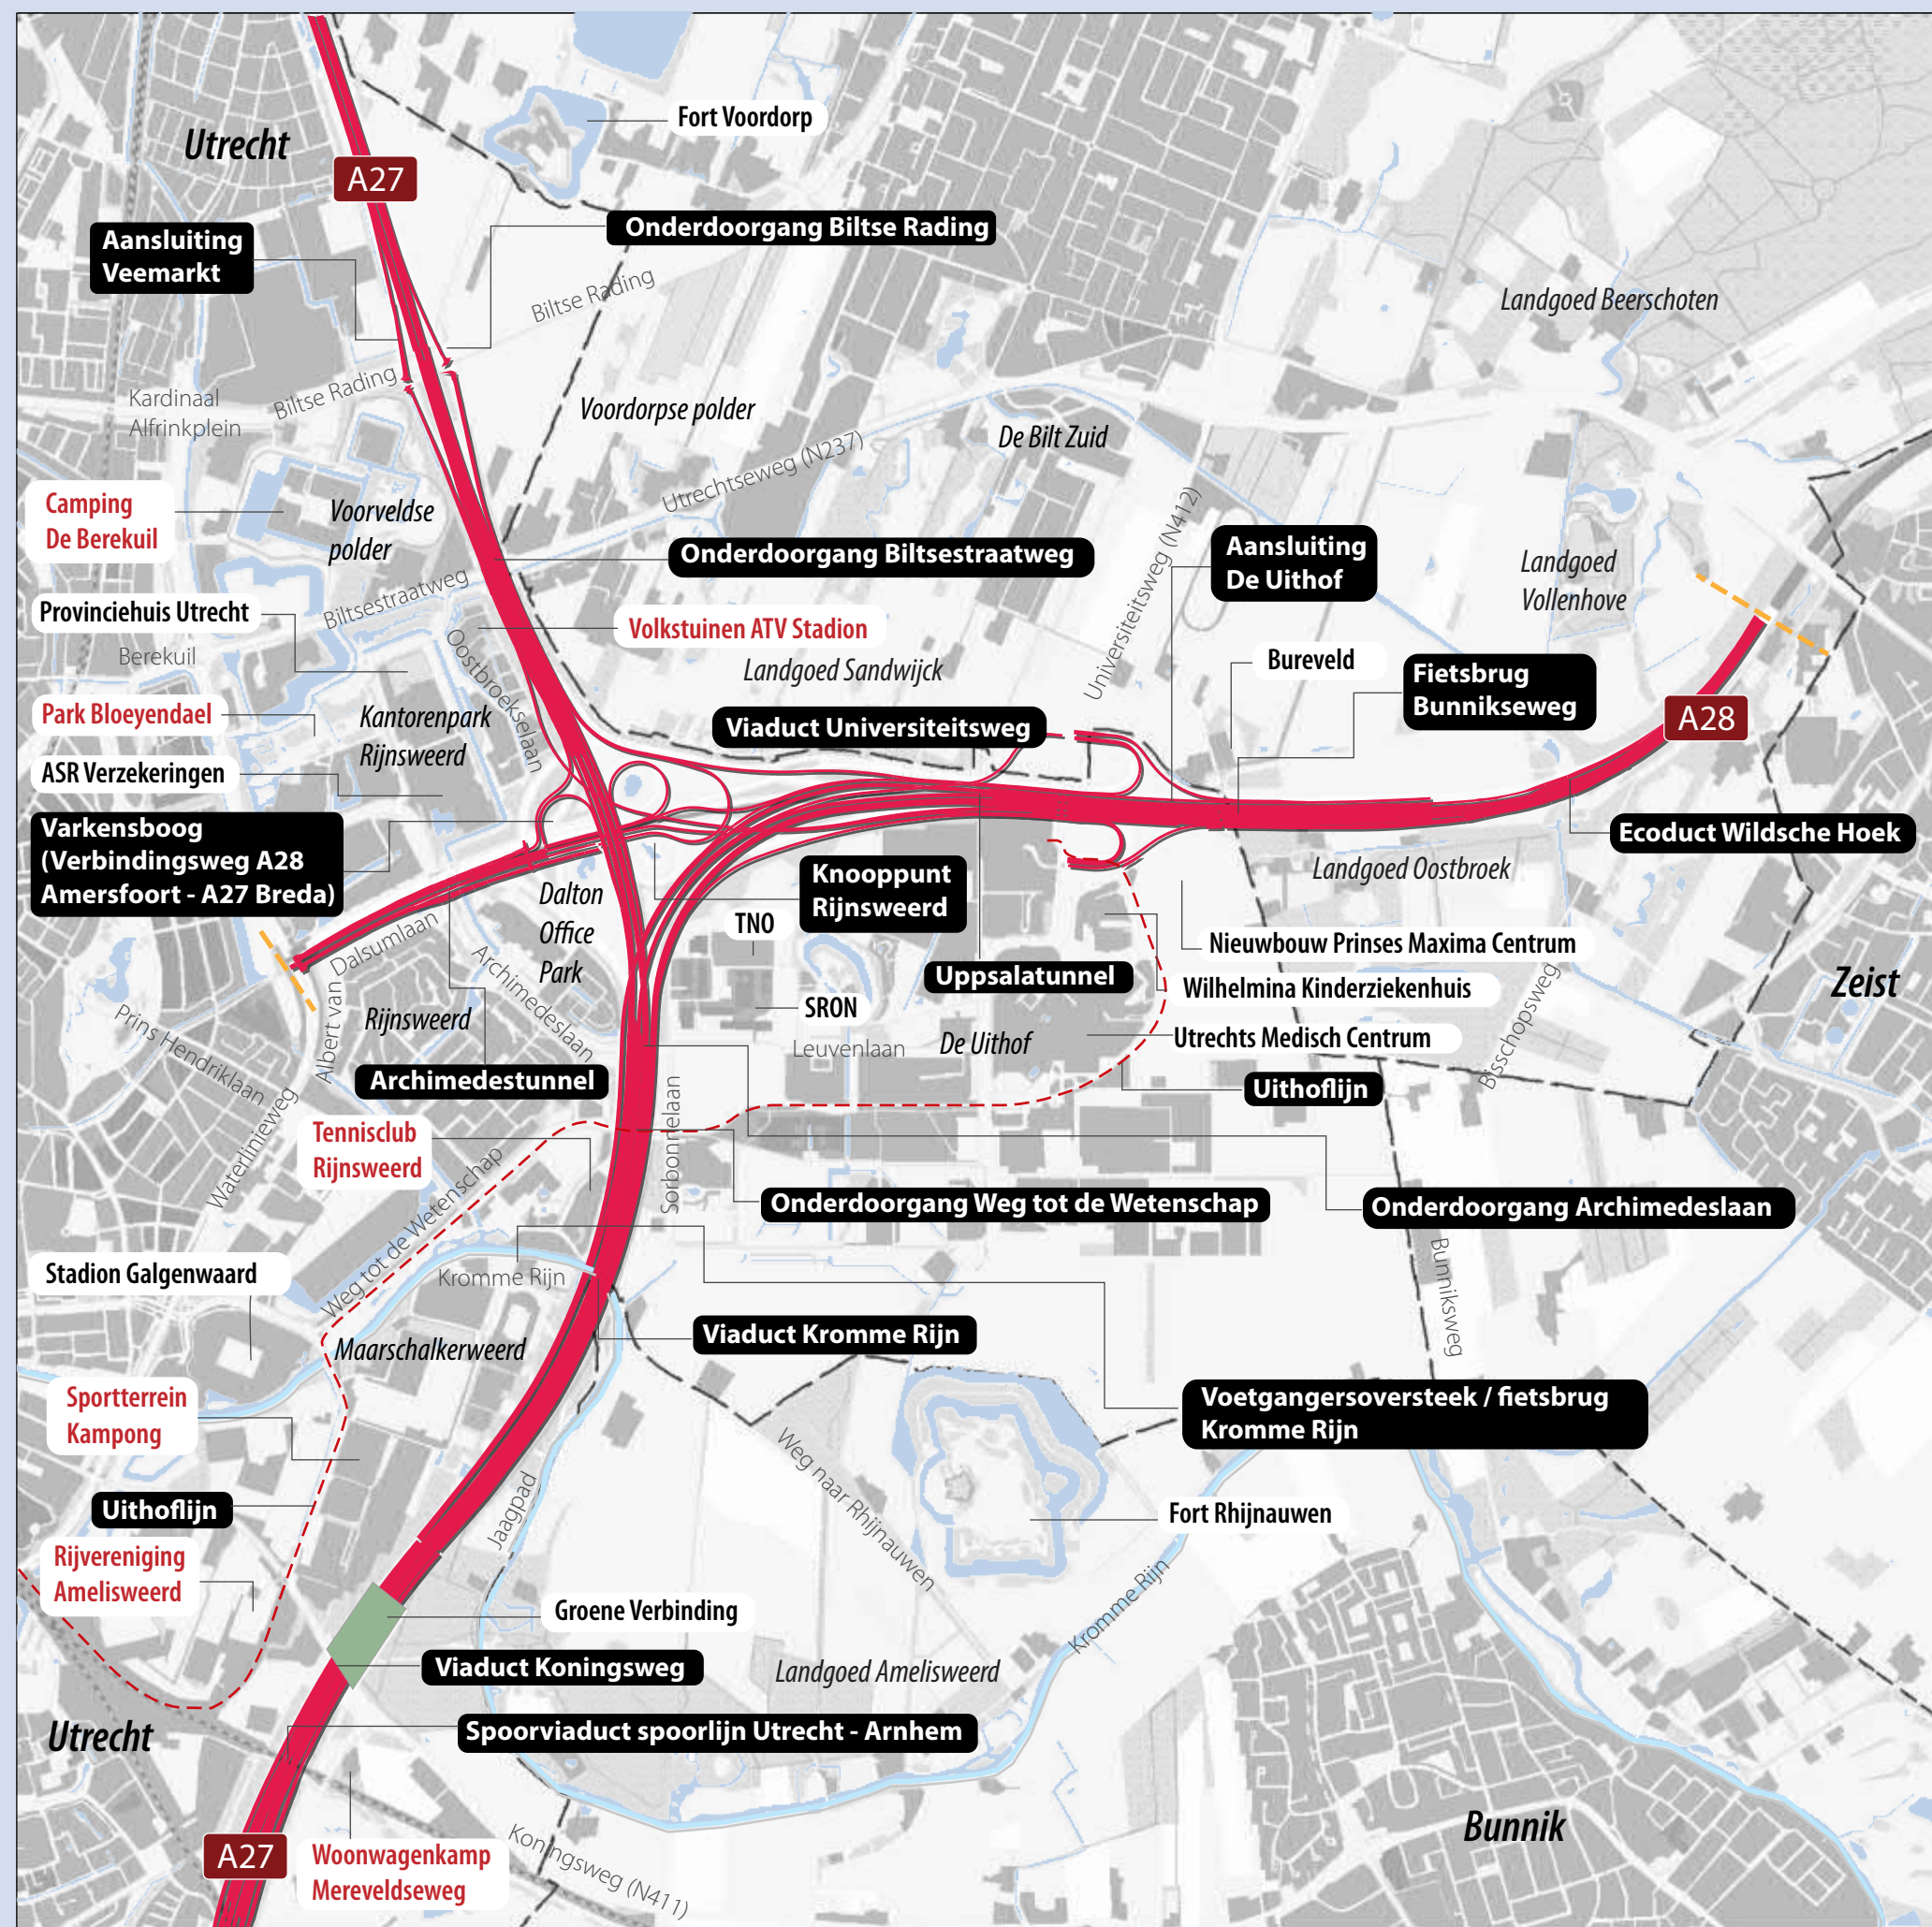 Fort Voordorp
Utrecht
A27
Aansluiting
Veemarkt
Onderdoorgang Biltse Rading
Biltse Rading
Landgoed Beerschoten
Biltse Rading
Kardinaal
Alfrinkplein
Voordorpse polder
De Bilt Zuid
Utrechtseweg (N237)
Camping
De Berekuil
Voorveldse
polder
Universiteitsweg (N412)
Onderdoorgang Biltsestraatweg
Aansluiting
De Uithof
Landgoed
Vollenhove
Provinciehuis Utrecht
Biltsestraatweg
Volkstuinen ATV Stadion
Berekuil
Oostbroekselaan
Landgoed Sandwijck
Bureveld
Fietsbrug
Bunnikseweg
Park Bloeyendael
Kantorenpark
Rijnsweerd
Viaduct Universiteitsweg
A28
ASR Verzekeringen
Varkensboog
(Verbindingsweg A28
Amersfoort - A27 Breda)
Ecoduct Wildsche Hoek
Landgoed Oostbroek
Knooppunt
Rijnsweerd
Dalton
Office
Park
TNO
Albert van Dalsumlaan
Archimedeslaan
Nieuwbouw Prinses Maxima Centrum
Uppsalatunnel
Wilhelmina Kinderziekenhuis
Zeist
Prins Hendriklaan
Rijnsweerd
SRON
Leuvenlaan
De Uithof
Utrechts Medisch Centrum
Bisschopsweg
Archimedestunnel
Uithoflijn
Waterlinieweg
Tennisclub
Rijnsweerd
Sorbonnelaan
Weg tot de Wetenschap
Onderdoorgang Weg tot de Wetenschap
Onderdoorgang Archimedeslaan
Stadion Galgenwaard
Kromme Rijn
Bunniksweg
Maarschalkerweerd
Viaduct Kromme Rijn
Sportterrein
Kampong
Voetgangersoversteek / fietsbrug
Kromme Rijn
Weg naar Rhijnauwen
Uithoflijn
Jaagpad
Fort Rhijnauwen
Rijvereniging
Amelisweerd
Groene Verbinding
Kromme Rijn
Viaduct Koningsweg
Landgoed Amelisweerd
Utrecht
Spoorviaduct spoorlijn Utrecht - Arnhem
Bunnik
A27
Woonwagenkamp
Mereveldseweg
Koningsweg (N411)